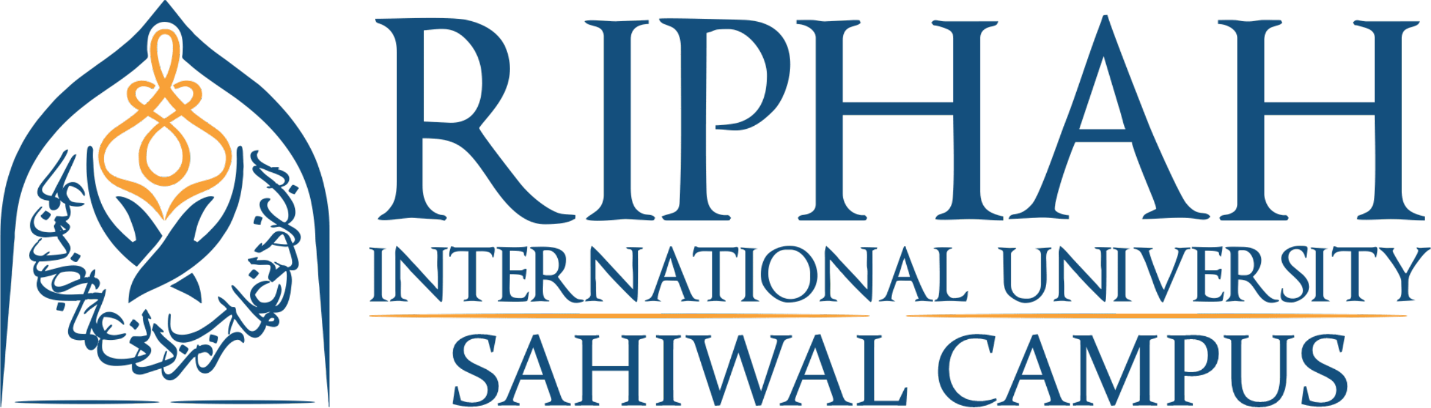 RIPHAH
INTERNATIONAL UNIVERSITY
SAHIWAL CAMPUS